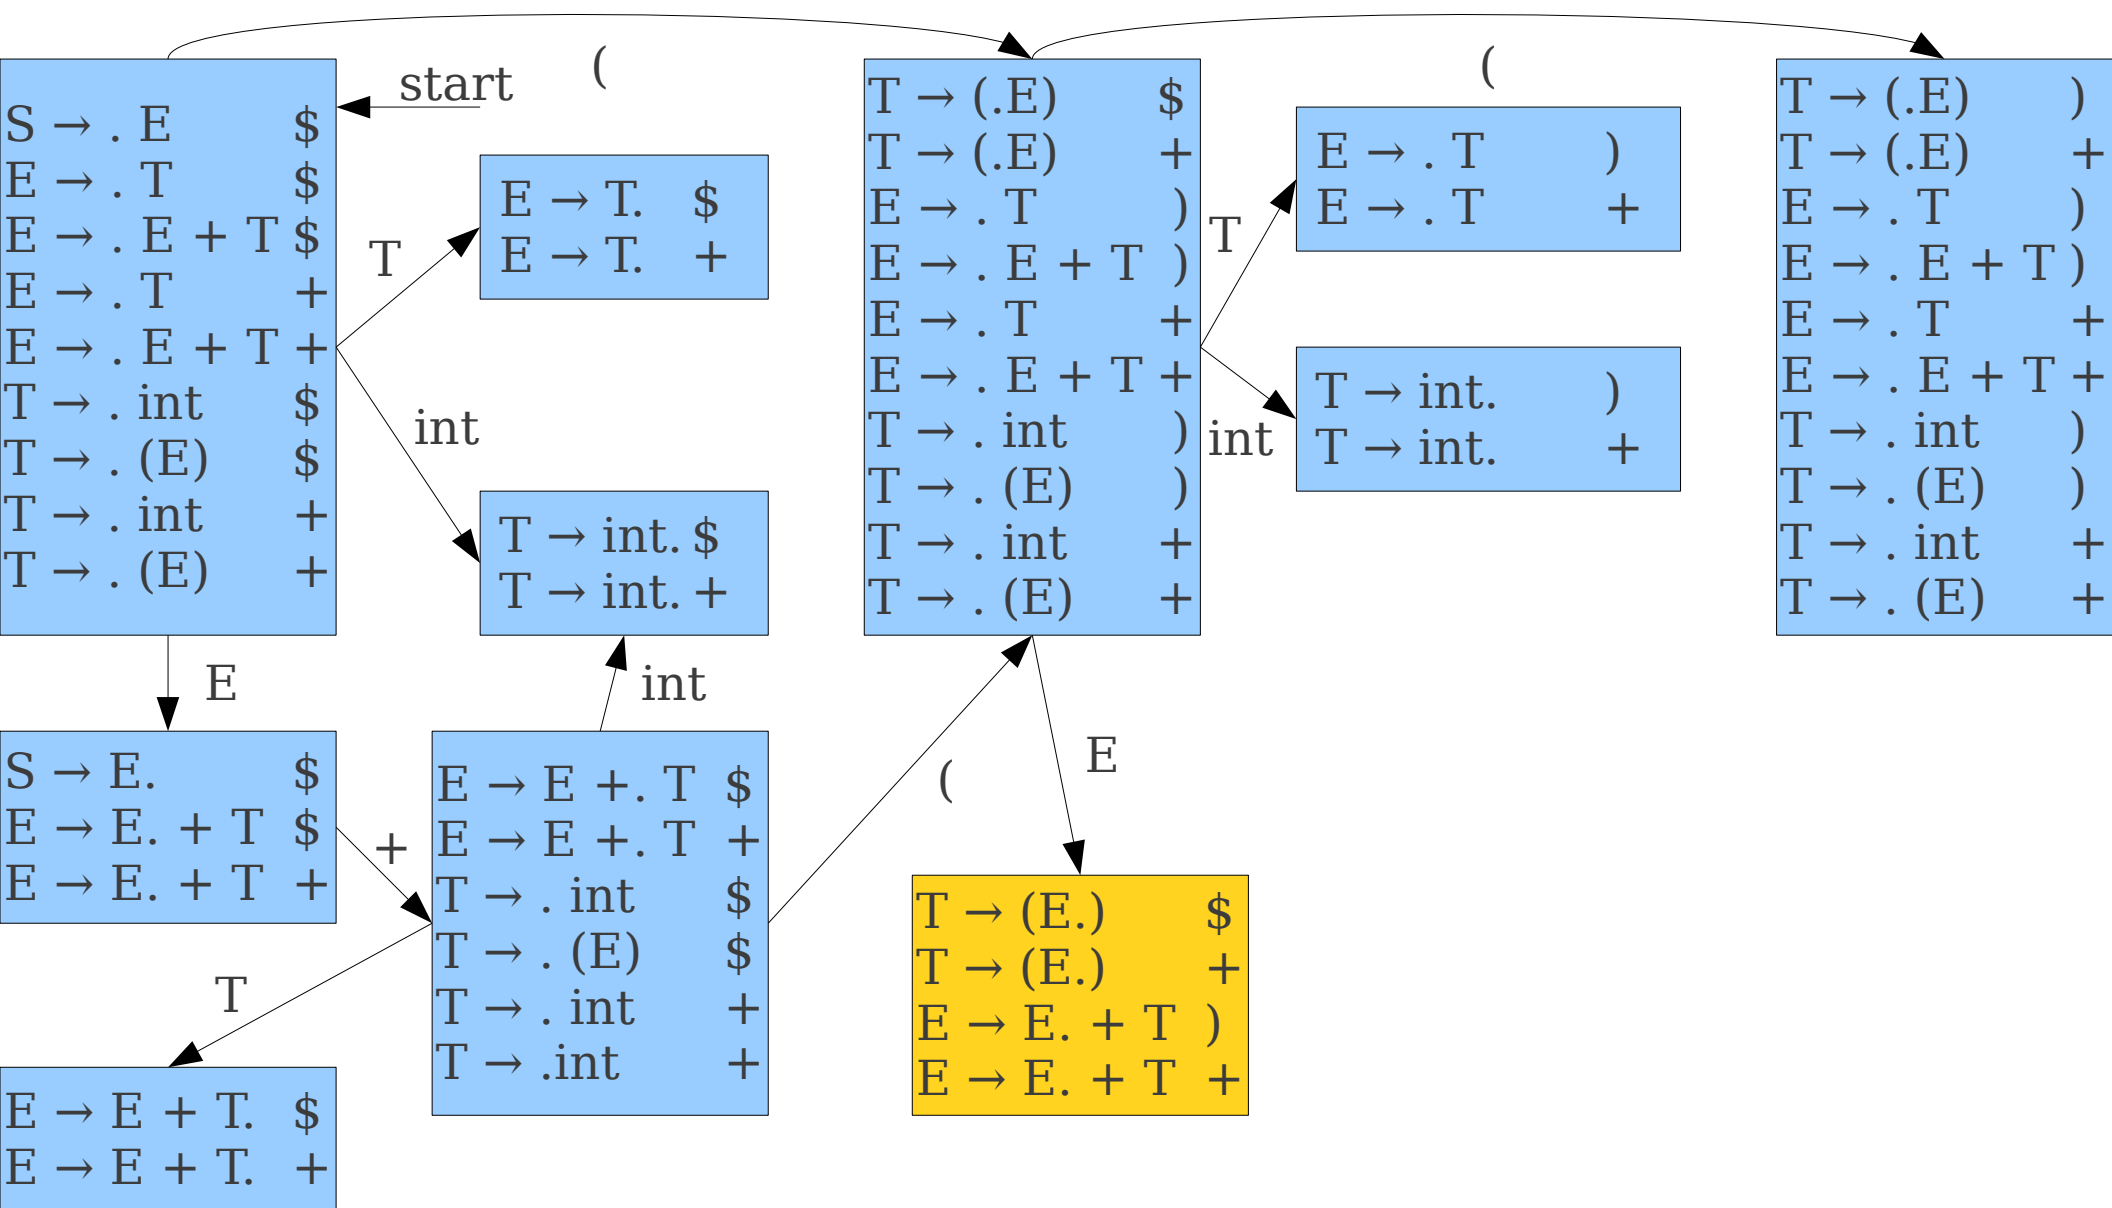 start
(
(
S → . E $
E → . T $
E → . E + T $
E → . T +
E → . E + T +
T → . int $
T → . (E) $
T → . int +
T → . (E) +
T
int
E → T. $
E → T. +
T → int. $
T → int. +
T → (.E) $
T → (.E) +
E → . T )
E → . E + T )
E → . T +
E → . E + T +
T → . int )
T → . (E) )
T → . int +
T → . (E) +
T
int
E → . T )
E → . T +
T → int. )
T → int. +
T → (.E) )
T → (.E) +
E → . T )
E → . E + T )
E → . T +
E → . E + T +
T → . int )
T → . (E) )
T → . int +
T → . (E) +
E
int
S → E. $
E → E. + T $
E → E. + T +
+
E → E +. T $
E → E +. T +
T → . int $
T → . (E) $
T → . int +
T → .int +
(
E
T → (E.) $
T → (E.) +
E → E. + T )
E → E. + T +
T
E → E + T. $
E → E + T. +